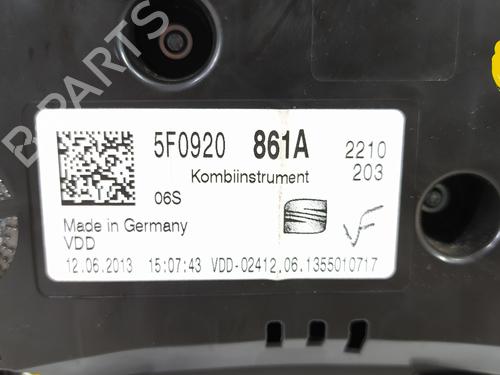 B-PARTS
5F0920 861A 2210
Kombiinstrument 203
06S
Made in Germany
VDD
12.06.2013 15:07:43 VDD-02412.06.1355010717